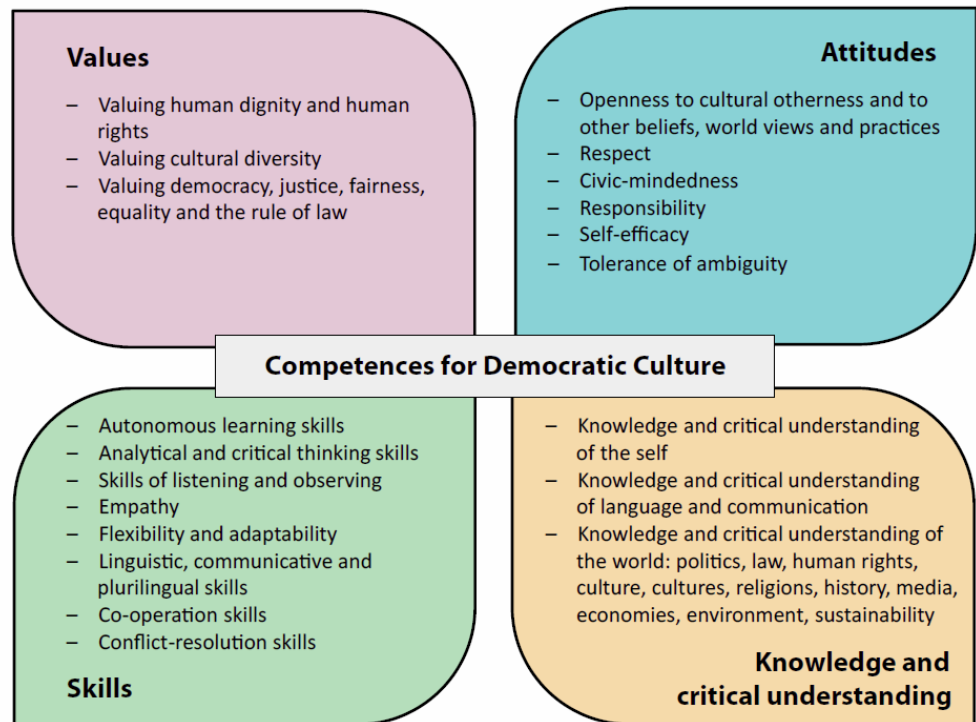 Values
– Valuing human dignity and human
rights
– Valuing cultural diversity
– Valuing democracy, justice, fairness,
equality and the rule of law
Attitudes
– Openness to cultural otherness and to
other beliefs, world views and practices
– Respect
– Civic-mindedness
– Responsibility
– Self-efficacy
– Tolerance of ambiguity
Competences for Democratic Culture
– Autonomous learning skills
– Analytical and critical thinking skills
– Skills of listening and observing
– Empathy
– Flexibility and adaptability
– Linguistic, communicative and
plurilingual skills
– Co-operation skills
– Conflict-resolution skills
Skills
– Knowledge and critical understanding
of the self
– Knowledge and critical understanding
of language and communication
– Knowledge and critical understanding of
the world: politics, law, human rights,
culture, cultures, religions, history, media,
economies, environment, sustainability
Knowledge and
critical understanding